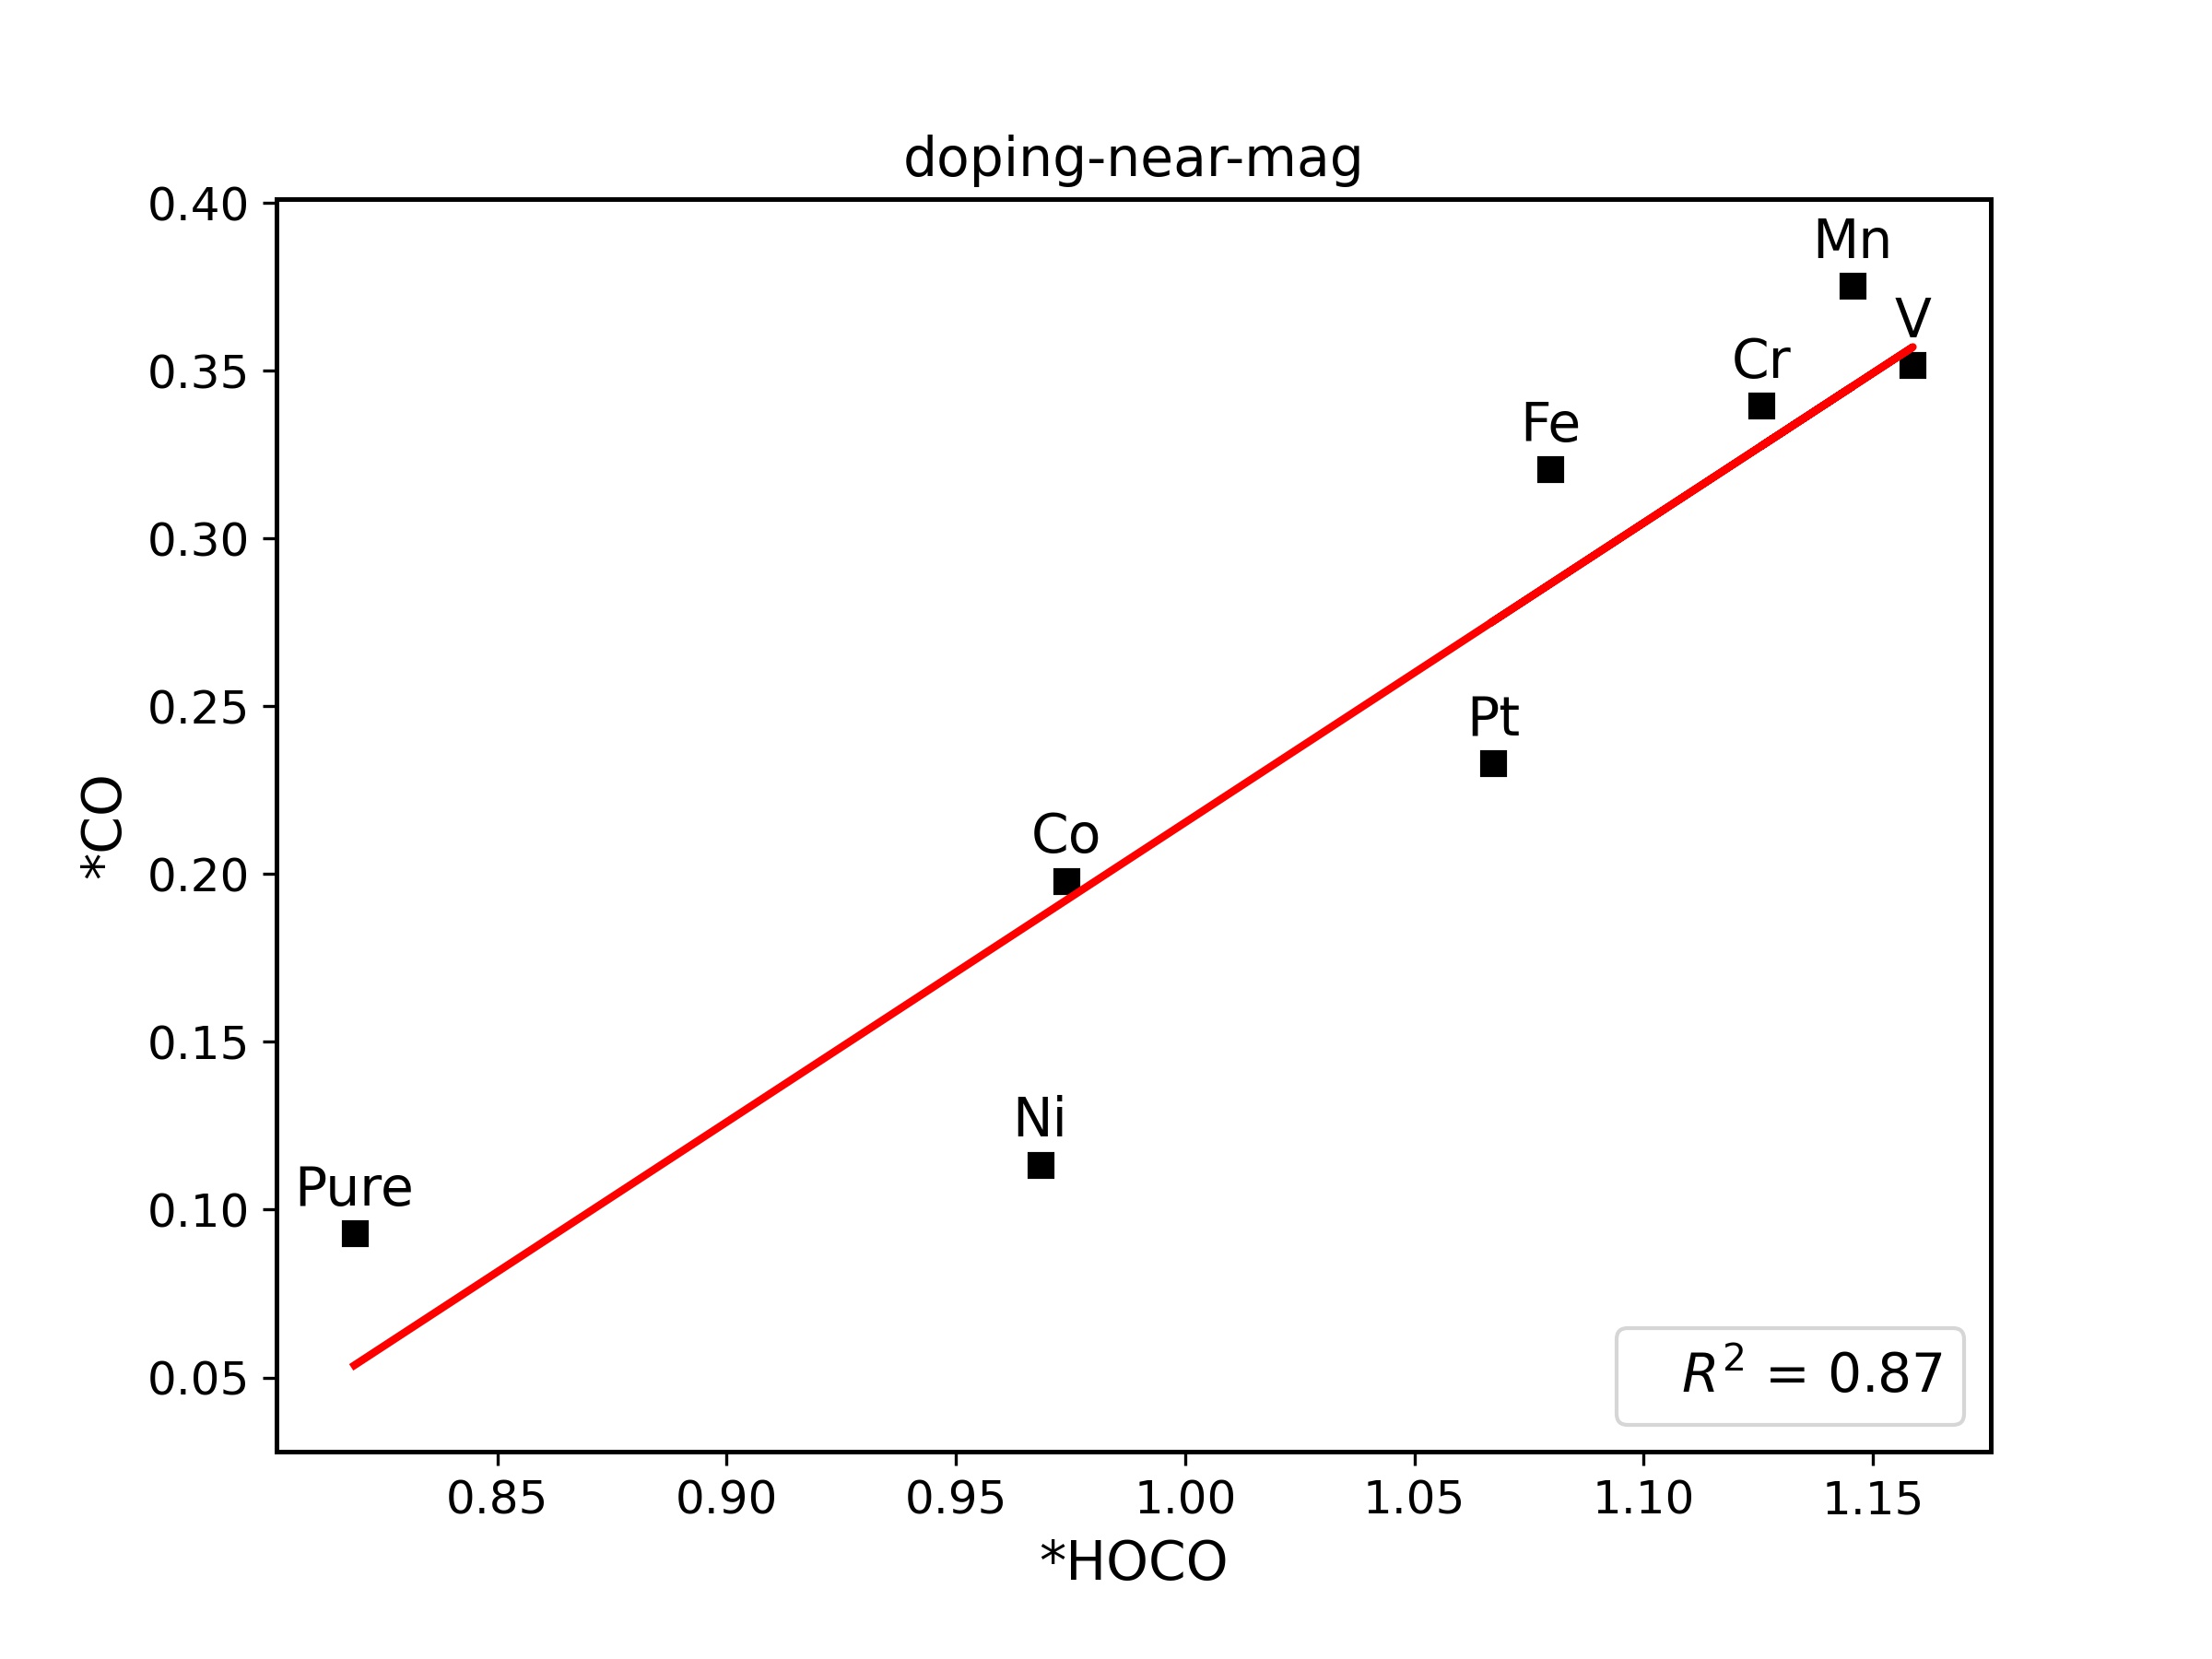 doping-near-mag
0.40
0.35
0.30
0.25
0.20
0.15
0.10
0.05
*CO
Mn
V
Cr
Fe
Pt
Co
Ni
Pure
R² = 0.87
0.85 0.90 0.95 1.00 1.05 1.10 1.15
*HOCO